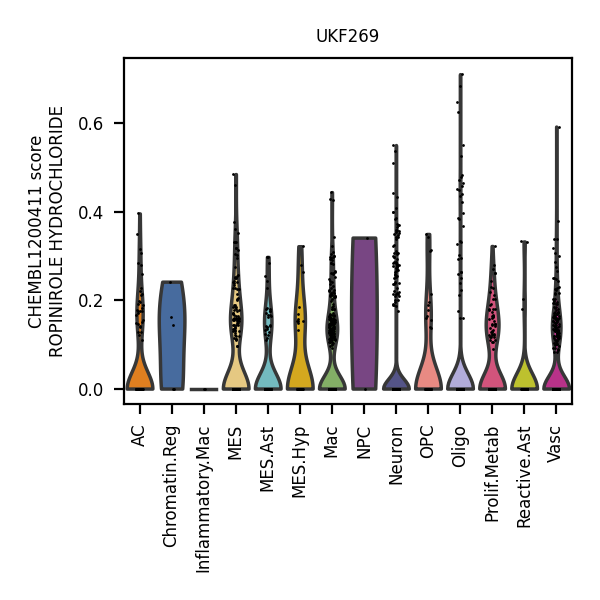 UKF269
CHEMBL1200411 score
ROPINIROLE HYDROCHLORIDE
0.6
0.4
0.2
0.0
AC
Chromatin.Reg
Inflammatory.Mac
MES
MES.Ast
MES.Hyp
Mac
NPC
Neuron
OPC
Oligo
Prolif.Metab
Reactive.Ast
Vasc